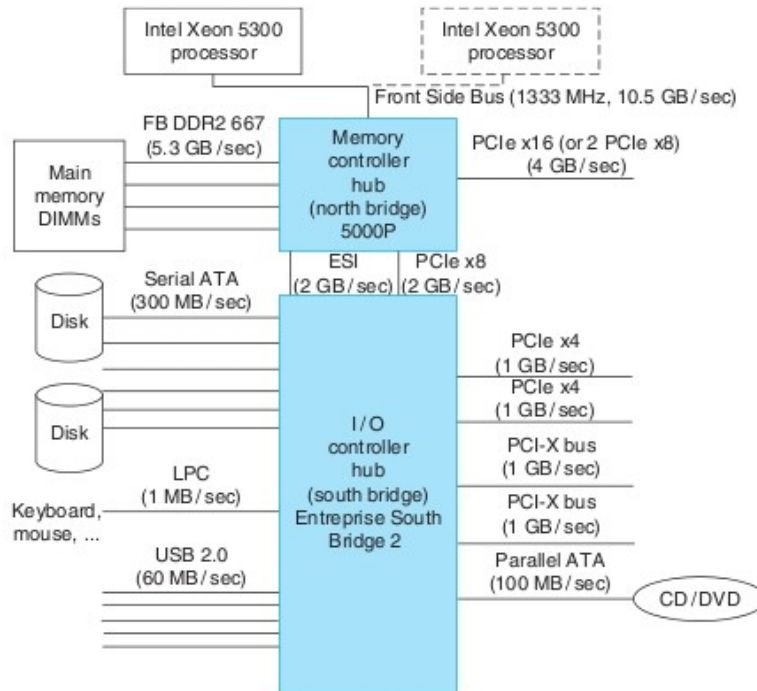 Intel Xeon 5300
processor
Intel Xeon 5300
processor
Front Side Bus (1333 MHz, 10.5 GB/sec)
FB DDR2 667
(5.3 GB/sec)
Main
memory
DIMMs
Memory
controller
hub
(north bridge)
5000P
PCIe x16 (or 2 PCIe x8)
(4 GB/sec)
ESI
(2 GB/sec)
PCIe x8
(2 GB/sec)
Serial ATA
(300 MB/sec)
Disk
Disk
LPC
(1 MB/sec)
Keyboard,
mouse, ...
USB 2.0
(60 MB/sec)
I/O
controller
hub
(south bridge)
Entreprise South
Bridge 2
PCIe x4
(1 GB/sec)
PCIe x4
(1 GB/sec)
PCI-X bus
(1 GB/sec)
PCI-X bus
(1 GB/sec)
Parallel ATA
(100 MB/sec)
CD/DVD